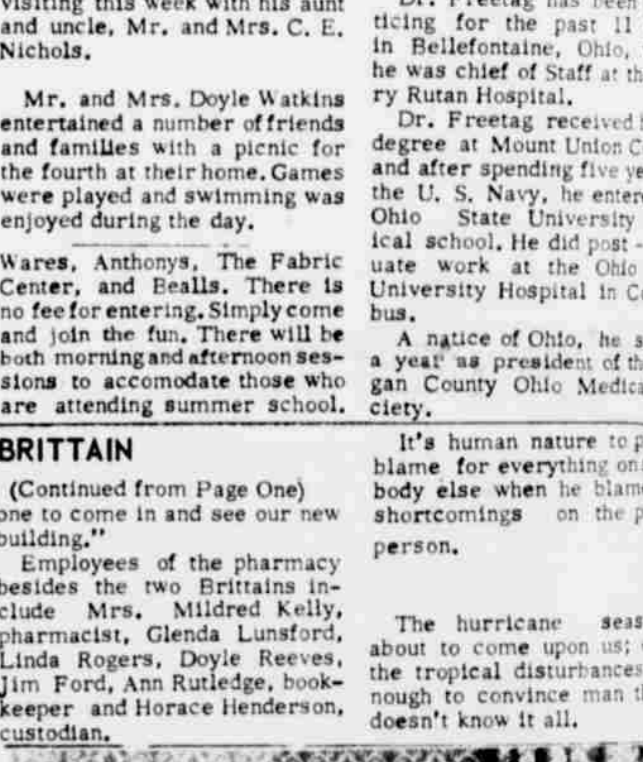 visiting this week with his aunt
and uncle, Mr. and Mrs. C. E.
Nichols.
Mr. and Mrs. Doyle Watkins
entertained a number of friends
and families with a picnic for
the fourth at their home. Games
were played and swimming was
enjoyed during the day.
Wares, Anthonys, The Fabric
Center, and Bealls. There is
no fee for entering. Simply come
and join the fun. There will be
both morning and afternoon ses-
sions to accomodate those who
are attending summer school.
BRITTAIN
(Continued from Page One)
one to come in and see our new
building."
Employees of the pharmacy
besides the two Brittains in-
clude Mrs. Mildred Kelly,
pharmacist, Glenda Lunsford,
Linda Rogers, Doyle Reeves,
Jim Ford, Ann Rutledge, book-
keeper and Horace Henderson,
custodian.
Dr. Freetag has been
ticing for the past 11
in Bellefontaine, Ohio,
he was chief of Staff at th
ry Rutan Hospital.
Dr. Freetag received
degree at Mount Union C
and after spending five ye
the U. S. Navy, he enter
Ohio State University
ical school. He did post-
uate work at the Ohio
University Hospital in Co
bus.
A natice of Ohio, he s
a year as president of th
gan County Ohio Medica
ciety.
It's human nature to p
blame for everything on
body else when he blam
shortcomings on the p
person.
The hurricane seas
about to come upon us;
the tropical disturbances
nough to convince man t
doesn't know it all.